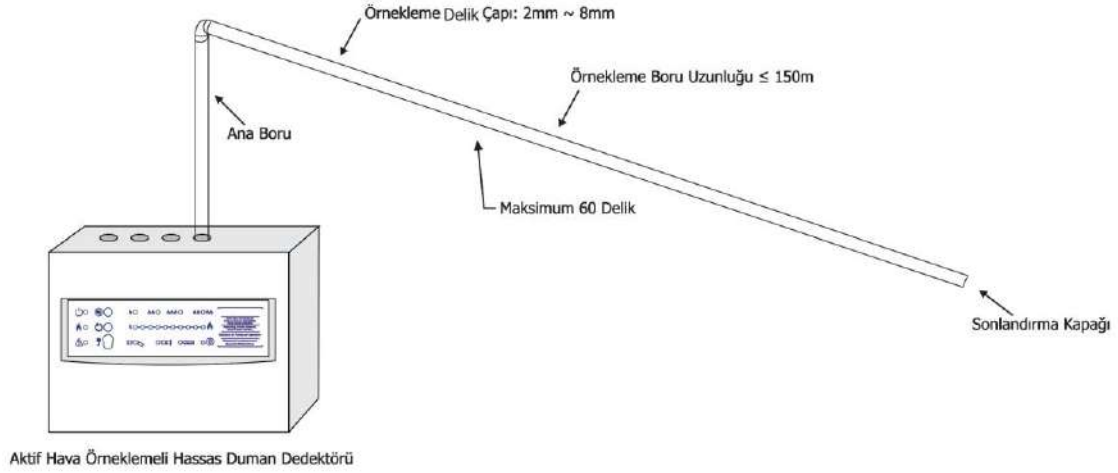 Örnekleme Delik Çapı: 2mm ~ 8mm
Örnekleme Boru Uzunluğu ≤ 150m
Ana Boru
Maksimum 60 Delik
Sonlandırma Kapağı
Aktif Hava Örneklemeli Hassas Duman Dedektörü